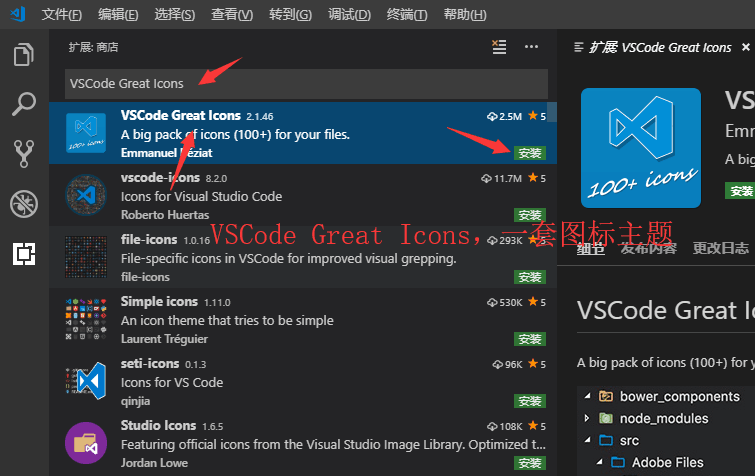 文件(F) 编辑(E) 选择(S) 查看(V) 转到(G) 调试(D) 终端(T) 帮助(H)
扩展: 商店
扩展: VSCode Great Icons
VSCode Great Icons
VSCode Great Icons 2.1.46 2.5M 5
A big pack of icons (100+) for your files.
Emmanuel Béziat 安装
vscode-icons 8.2.0 11.7M 5
Icons for Visual Studio Code
Roberto Huertas 安装
file-icons 1.0.16 293K 5
File-specific icons in VSCode for improved visual grepping.
file-icons 安装
Simple icons 1.11.0 530K 5
An icon theme that tries to be simple
Laurent Tréguier 安装
seti-icons 0.1.3 96K 5
Icons for VS Code
qinjia 安装
Studio Icons 1.6.5 108K 5
Featuring official icons from the Visual Studio Image Library. Optimized t...
Jordan Lowe 安装
VSCode Great Icons，一套图标主题
100+ icons
100+ icons
VS
Emm
A big
安装
细节 发布内容 更改日志
VSCode Great Ic
A big pack of icons (100+) for y
bower_components
node_modules
src
Adobe Files